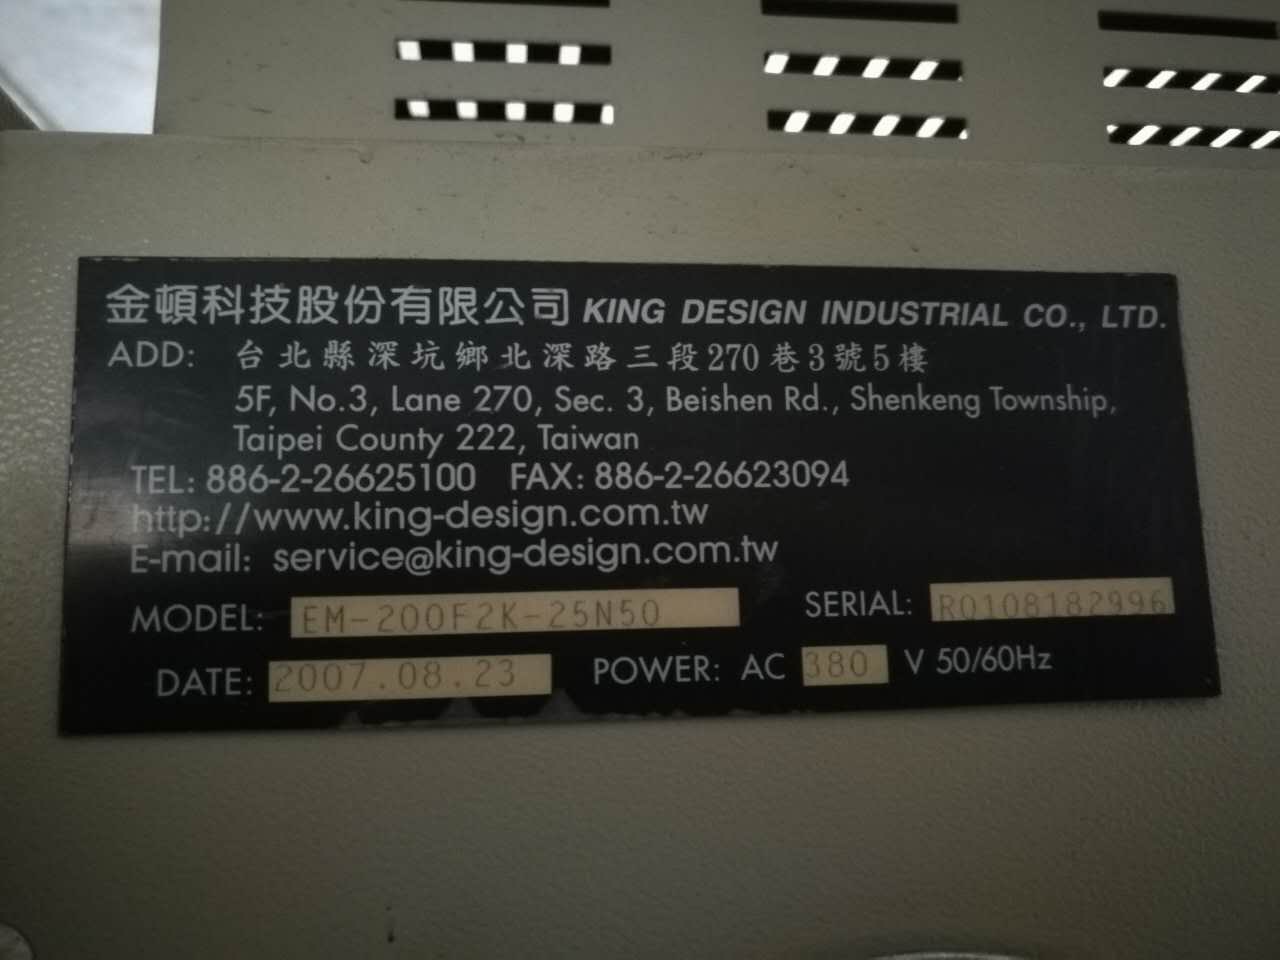 金頓科技股份有限公司 KING DESIGN INDUSTRIAL CO., LTD.
ADD: 台北縣深坑鄉北深路三段270巷3號5樓
5F, No.3, Lane 270, Sec. 3, Beishen Rd., Shenkeng Township,
Taipei County 222, Taiwan
TEL: 886-2-26625100 FAX: 886-2-26623094
http://www.king-design.com.tw
E-mail: service@king-design.com.tw
MODEL: EM-200F2K-25N50 SERIAL: RQ108182996
DATE: 2007.08.23 POWER: AC 380 V 50/60Hz